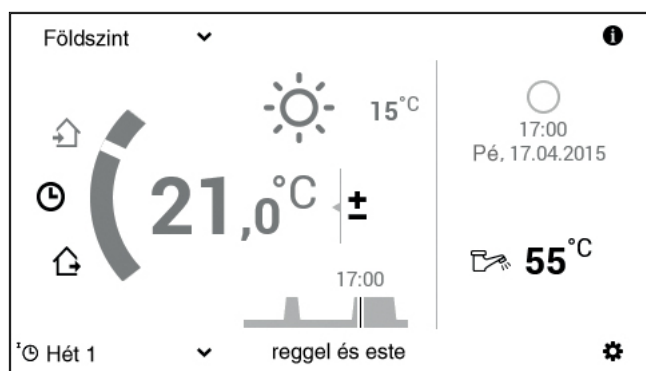 Földszint
15°C
17:00
Pé, 17.04.2015
21,0°C
±
55°C
17:00
Hét 1
reggel és este